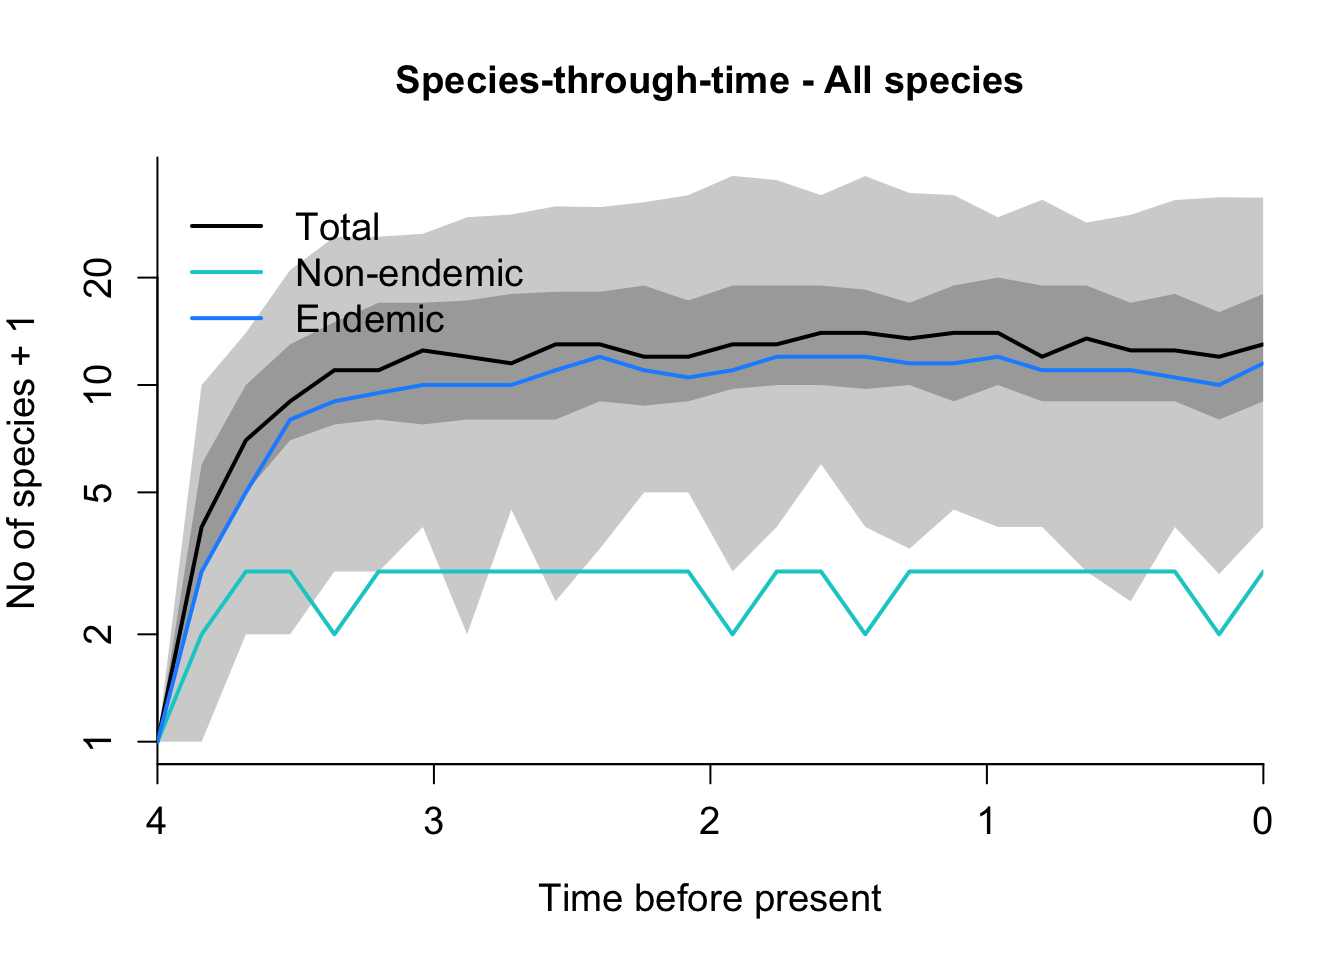 Species-through-time - All species
Total
Non-endemic
Endemic
No of species + 1
20
10
5
2
1
4 3 2 1 0
Time before present